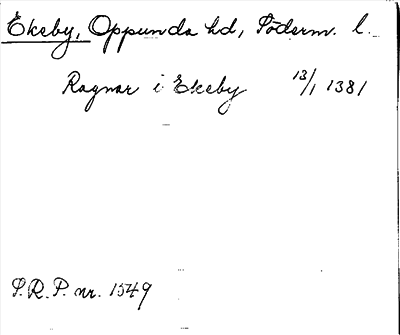 Ekeby, Oppunda hd, Söderm. l.
Ragnar i Ekeby 13/1 1381
S.R.P. nr. 1549